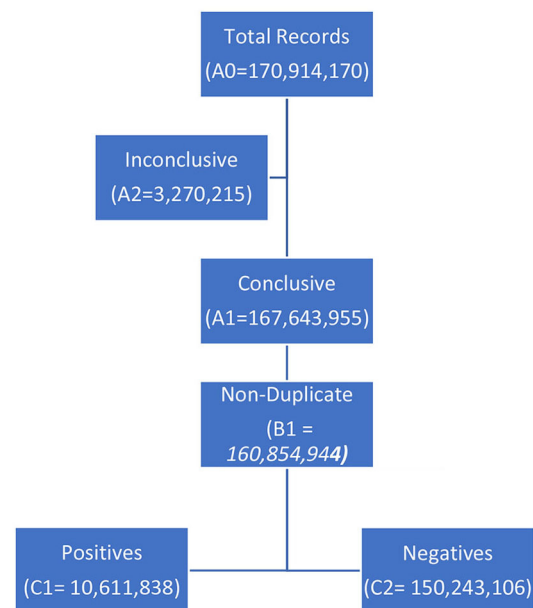 Total Records
(A0=170,914,170)
Inconclusive
(A2=3,270,215)
Conclusive
(A1=167,643,955)
Non-Duplicate
(B1 =
160,854,944)
Positives
(C1= 10,611,838)
Negatives
(C2= 150,243,106)